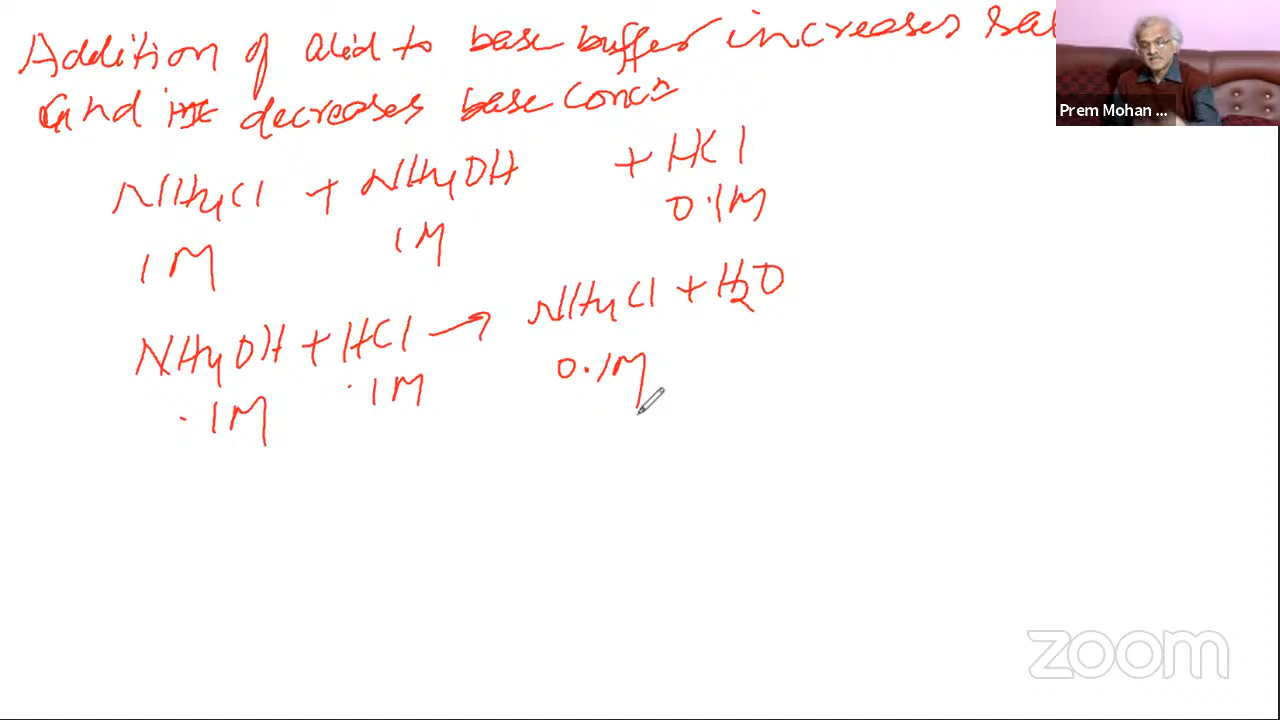 Addition of acid to base buffer increases
and decreases base concn
NH4Cl + NH4OH + HCl
1M 1M 0.1M
NH4OH + HCl → NH4Cl + H2O
.1M .1M 0.1M
Prem Mohan ...
zoom